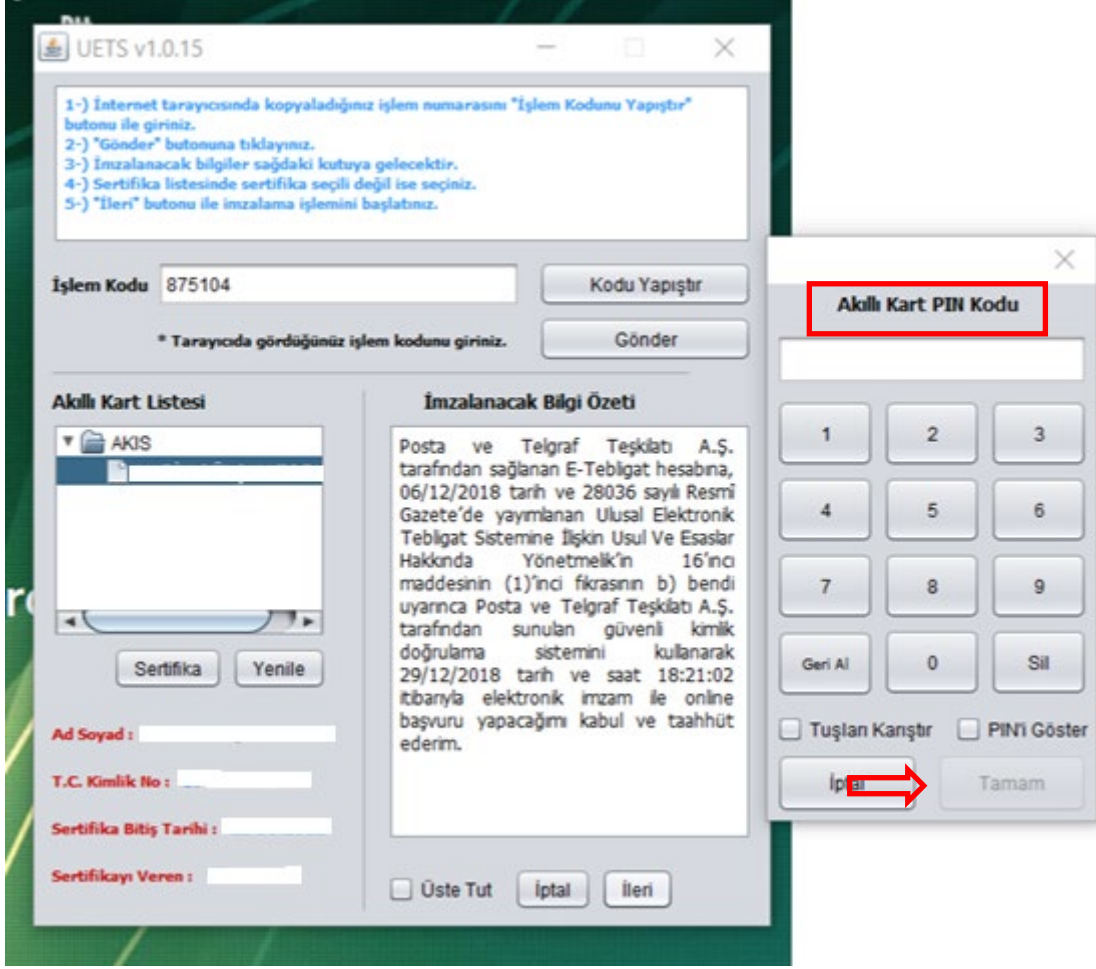 UETS v1.0.15
1-) İnternet tarayıcısında kopyaladığınız işlem numarasını "İşlem Kodunu Yapıştır"
butonu ile giriniz.
2-) "Gönder" butonuna tıklayınız.
3-) İmzalanacak bilgiler sağdaki kutuya gelecektir.
4-) Sertifika listesinde sertifika seçili değil ise seçiniz.
5-) "İleri" butonu ile imzalama işlemini başlatınız.
İşlem Kodu 875104 Kodu Yapıştır
* Tarayıcıda gördüğünüz işlem kodunu giriniz. Gönder
Akıllı Kart Listesi
AKIS
Sertifika Yenile
Ad Soyad :
T.C. Kimlik No :
Sertifika Bitiş Tarihi :
Sertifikayı Veren :
İmzalanacak Bilgi Özeti
Posta ve Telgraf Teşkilatı A.Ş.
tarafından sağlanan E-Tebligat hesabına,
06/12/2018 tarih ve 28036 sayılı Resmî
Gazete'de yayımlanan Ulusal Elektronik
Tebligat Sistemine İlişkin Usul Ve Esaslar
Hakkında Yönetmelik'in 16'ıncı
maddesinin (1)'inci fıkrasının b) bendi
uyarınca Posta ve Telgraf Teşkilatı A.Ş.
tarafından sunulan güvenli kimlik
doğrulama sistemini kullanarak
29/12/2018 tarih ve saat 18:21:02
itibarıyla elektronik imzam ile online
başvuru yapacağımı kabul ve taahhüt
ederim.
Üste Tut İptal İleri
Akıllı Kart PIN Kodu
1 2 3
4 5 6
7 8 9
Geri Al 0 Sil
Tuşları Karıştır PIN'i Göster
İptal Tamam